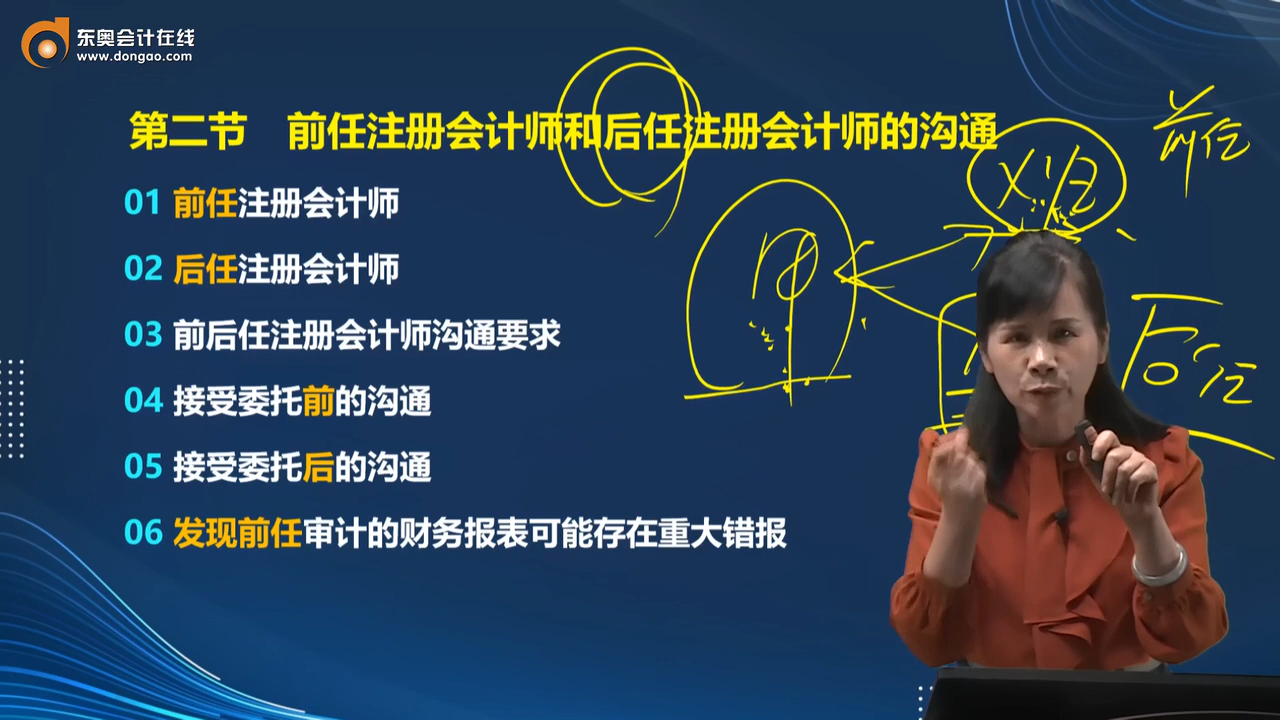 东奥会计在线
www.dongao.com
第二节 前任注册会计师和后任注册会计师的沟通
01 前任注册会计师
02 后任注册会计师
03 前后任注册会计师沟通要求
04 接受委托前的沟通
05 接受委托后的沟通
06 发现前任审计的财务报表可能存在重大错报
前任
甲
后任